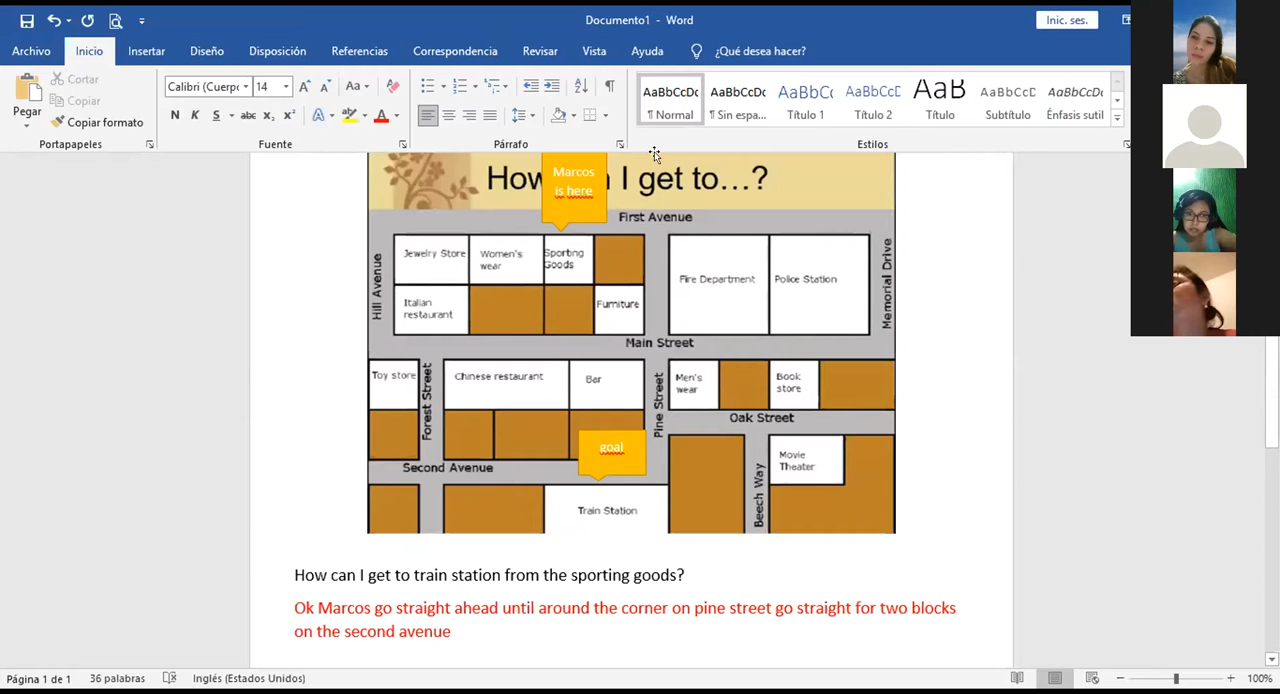 Documento1 - Word
Inic. ses.
Archivo Inicio Insertar Diseño Disposición Referencias Correspondencia Revisar Vista Ayuda ¿Qué desea hacer?
Pegar
Cortar
Copiar
Copiar formato
Portapapeles
Calibri (Cuerpo 14
N K S abc x₂ x²
Fuente
Párrafo
AaBbCcDc AaBbCcDc AaBbCc AaBbCcD AaB AaBbCcD AaBbCcDc
¶ Normal ¶ Sin espa... Título 1 Título 2 Título Subtítulo Énfasis sutil
Estilos
I get to...?
Marcos
is here
First Avenue
Hill Avenue
Jewelry Store
Women's
wear
Sporting
Goods
Fire Department
Police Station
Memorial Drive
Italian
restaurant
Furniture
Main Street
Toy store
Forest Street
Chinese restaurant
Bar
Pine Street
Men's
wear
Book
store
Oak Street
goal
Second Avenue
Beech Way
Movie
Theater
Train Station
How can I get to train station from the sporting goods?
Ok Marcos go straight ahead until around the corner on pine street go straight for two blocks
on the second avenue
Página 1 de 1 36 palabras Inglés (Estados Unidos) 100%